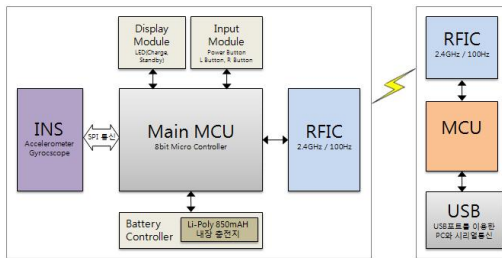 Display
Module
LED(Charge,
Standby)
Input
Module
Power Button
L Button, R Button
INS
Accelerometer
Gyroscope
SPI 통신
Main MCU
8bit Micro Controller
RFIC
2.4GHz / 100Hz
Battery
Controller
Li-Poly 850mAH
내장 충전지
RFIC
2.4GHz / 100Hz
MCU
USB
USB포트를 이용한
PC와 시리얼통신